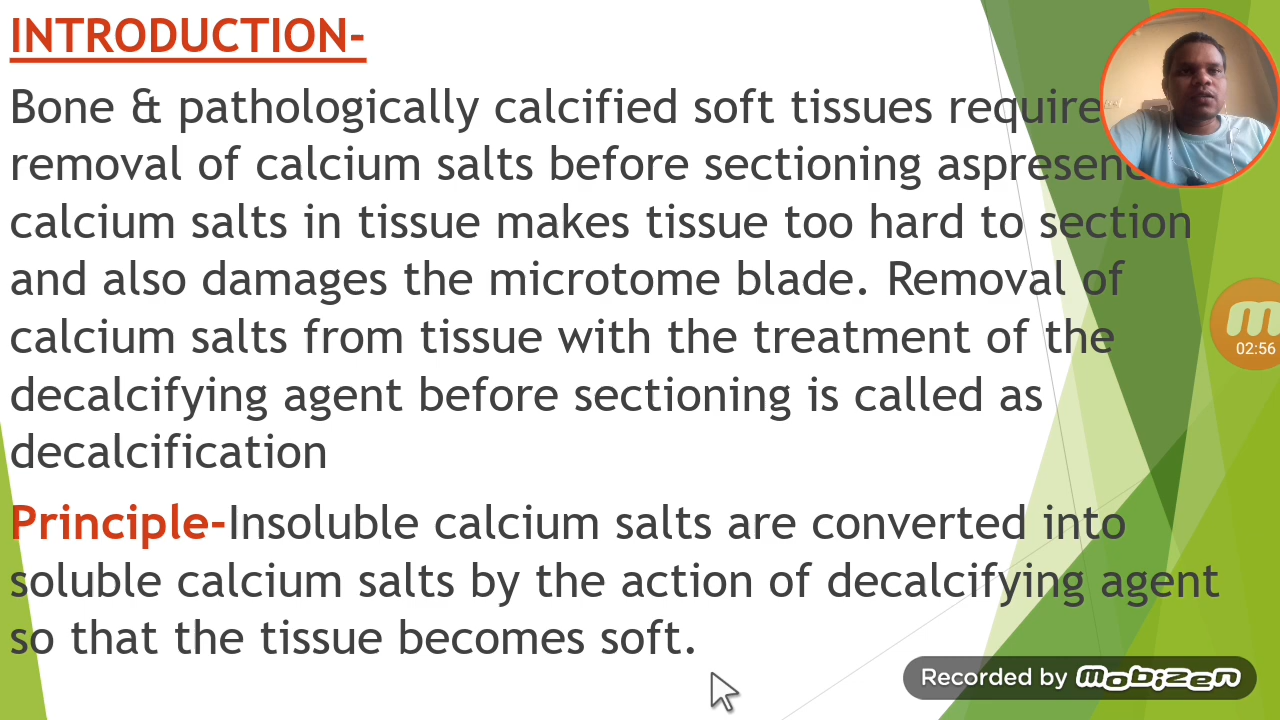 INTRODUCTION-
Bone & pathologically calcified soft tissues require
removal of calcium salts before sectioning aspresenc
calcium salts in tissue makes tissue too hard to section
and also damages the microtome blade. Removal of
calcium salts from tissue with the treatment of the
decalcifying agent before sectioning is called as
decalcification
Principle-Insoluble calcium salts are converted into
soluble calcium salts by the action of decalcifying agent
so that the tissue becomes soft.
m
02:56
Recorded by mobizen